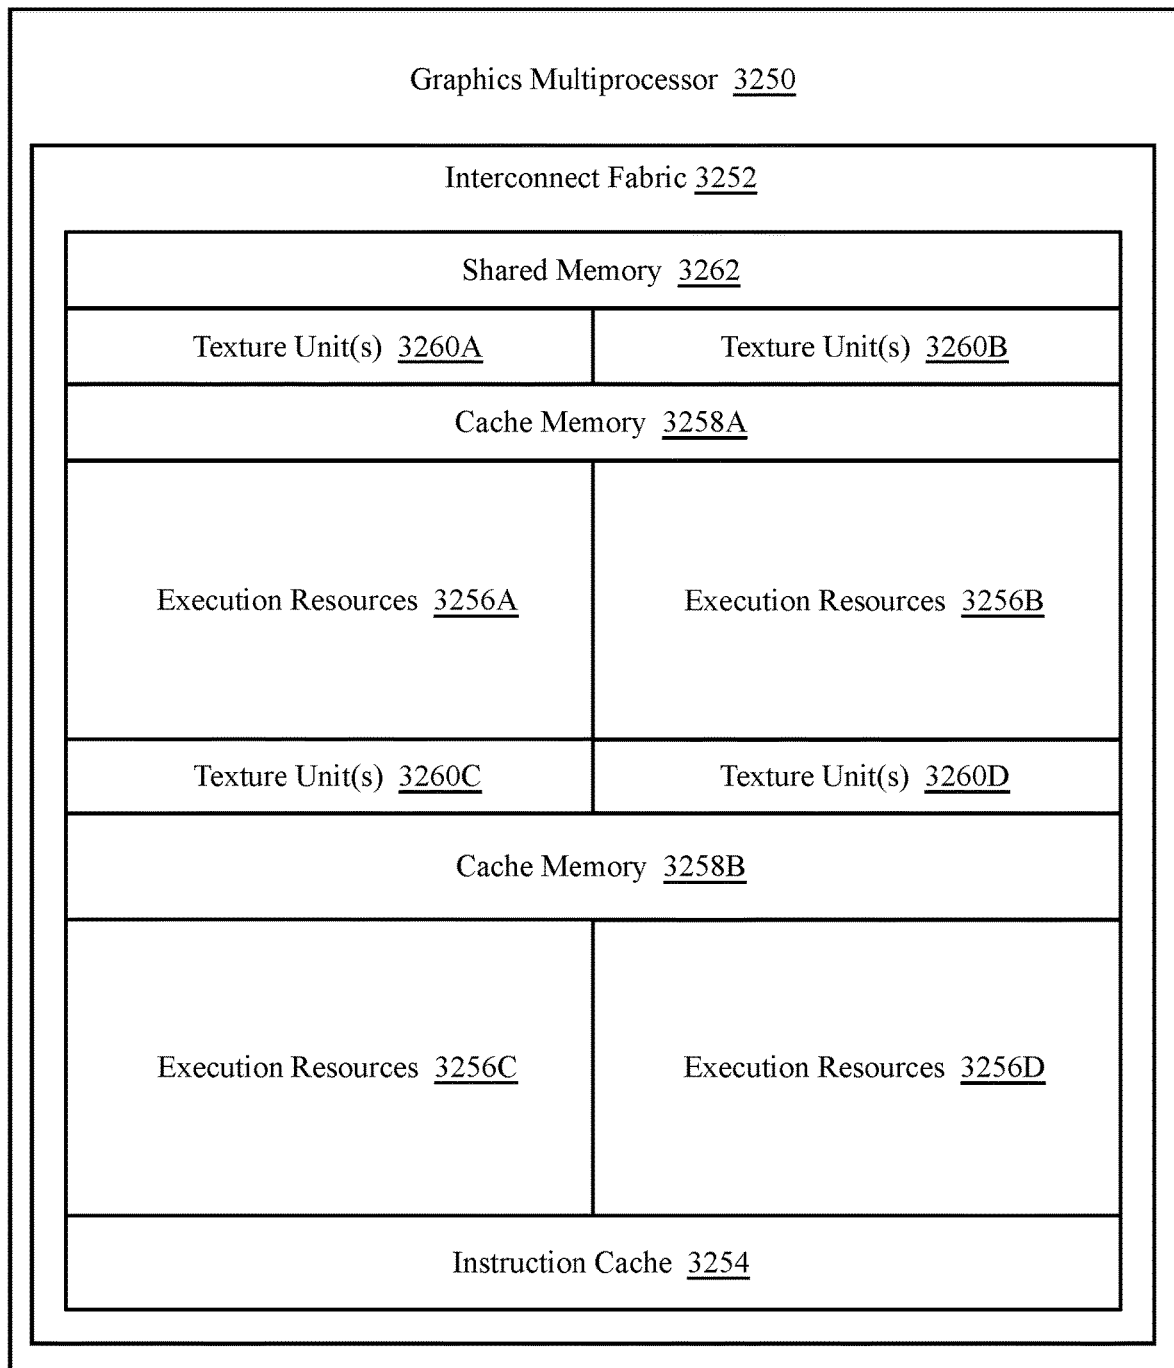 Graphics Multiprocessor 3250
Interconnect Fabric 3252
Shared Memory 3262
Texture Unit(s) 3260A
Texture Unit(s) 3260B
Cache Memory 3258A
Execution Resources 3256A
Execution Resources 3256B
Texture Unit(s) 3260C
Texture Unit(s) 3260D
Cache Memory 3258B
Execution Resources 3256C
Execution Resources 3256D
Instruction Cache 3254